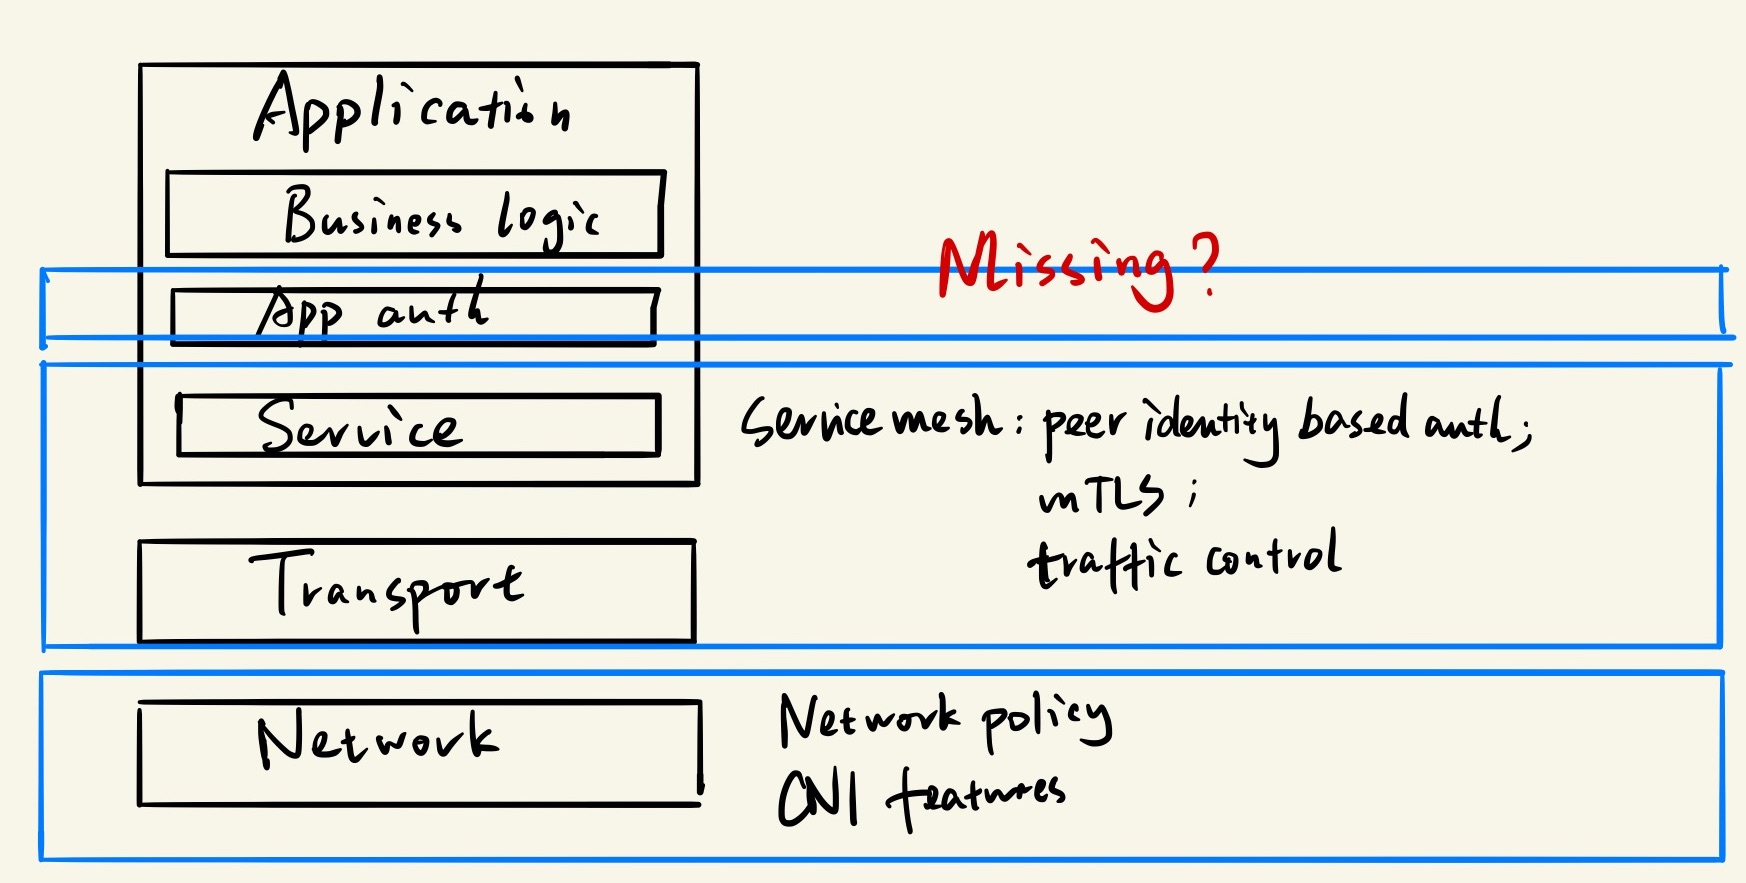 Application
Business logic
Missing?
App auth
Service
Service mesh: peer identity based auth;
mTLS;
traffic control
Transport
Network
Network policy
CNI features